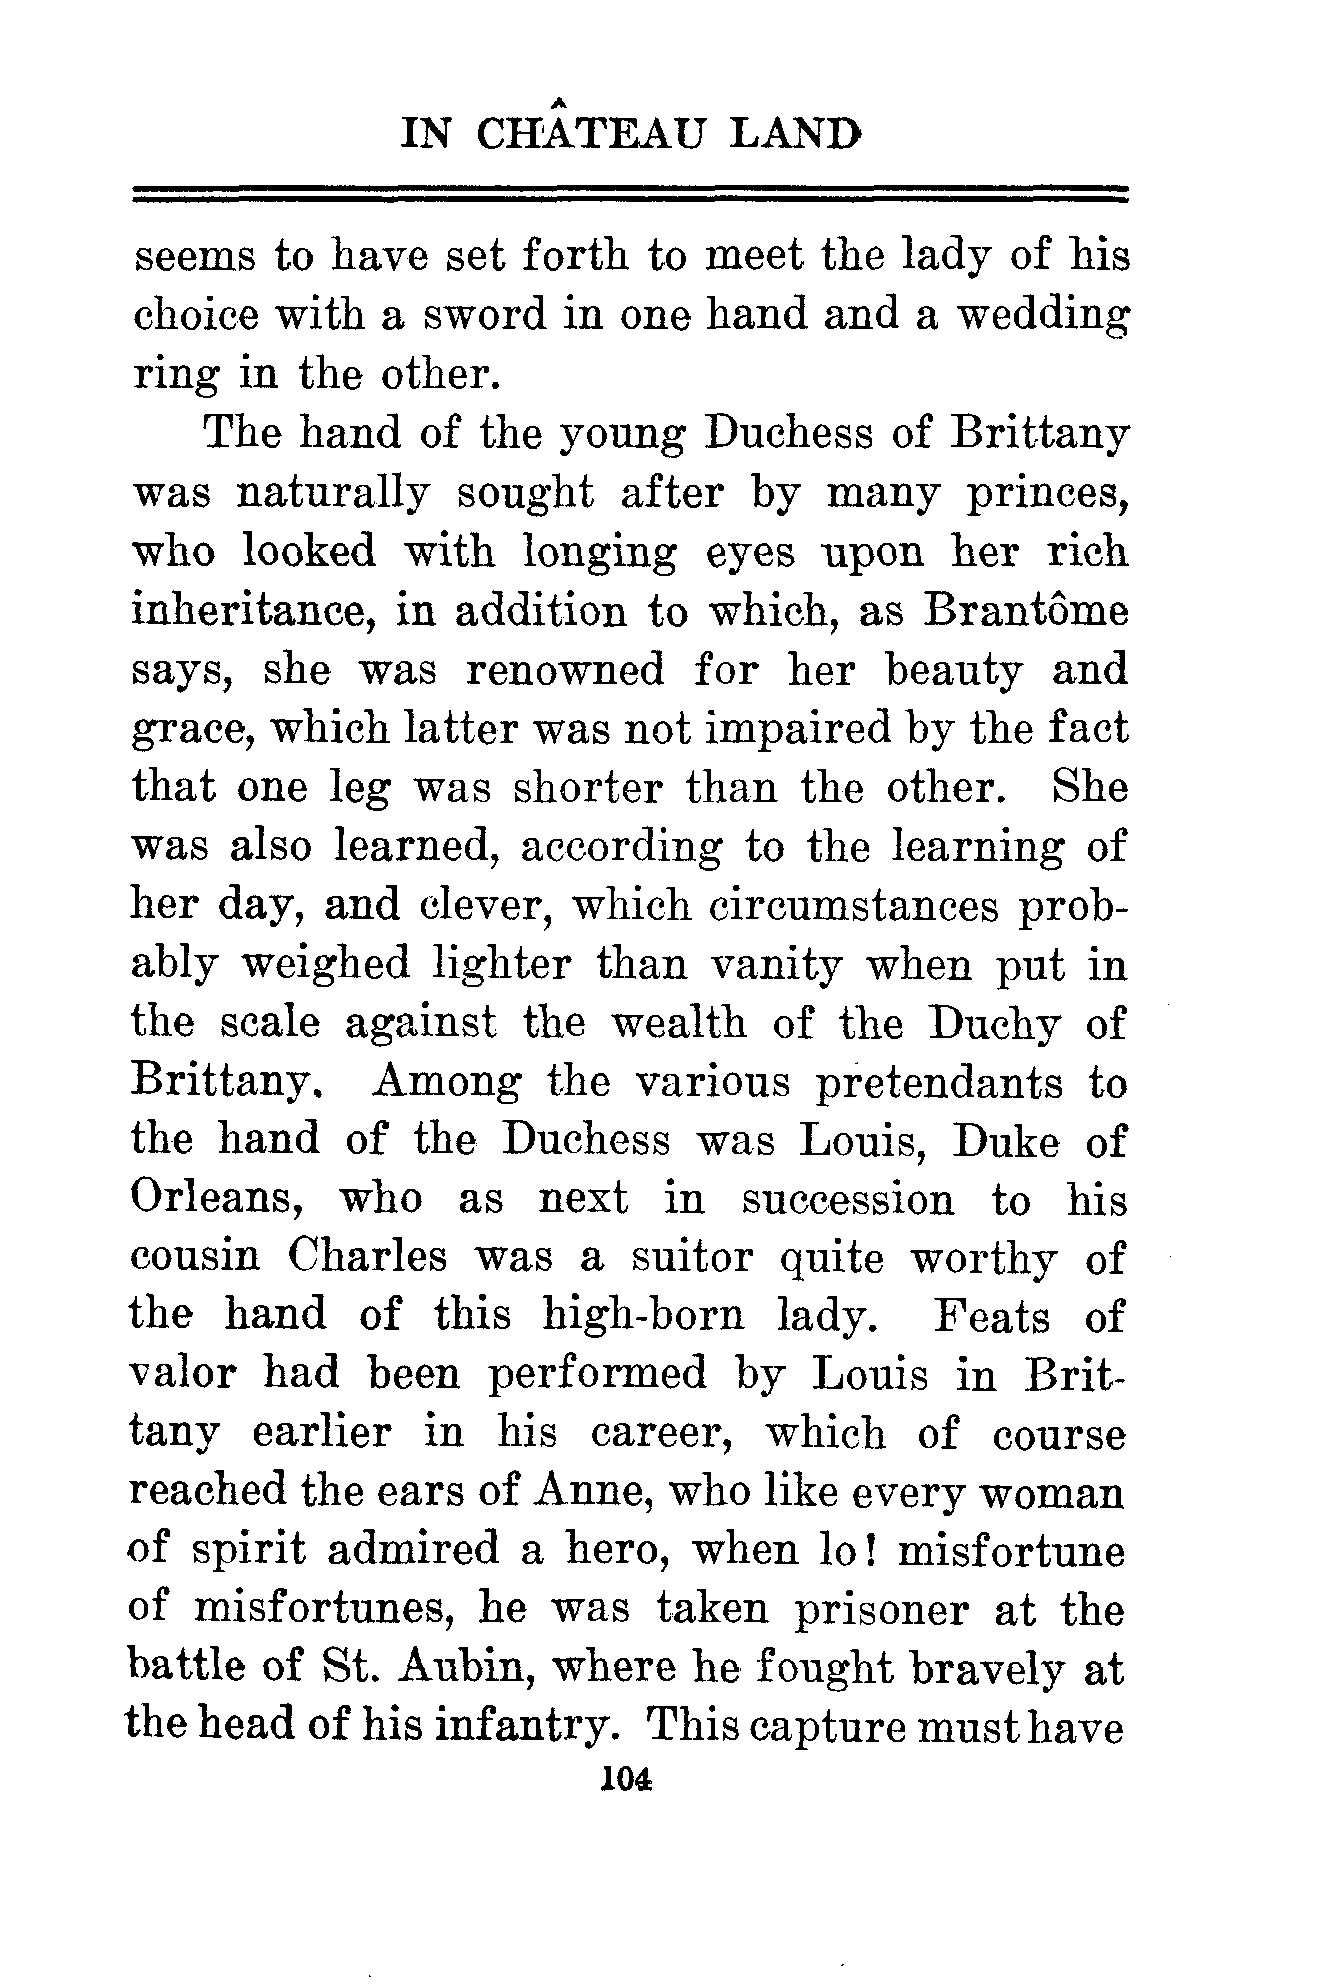 IN CHÂTEAU LAND
seems to have set forth to meet the lady of his
choice with a sword in one hand and a wedding
ring in the other.
The hand of the young Duchess of Brittany
was naturally sought after by many princes,
who looked with longing eyes upon her rich
inheritance, in addition to which, as Brantôme
says, she was renowned for her beauty and
grace, which latter was not impaired by the fact
that one leg was shorter than the other. She
was also learned, according to the learning of
her day, and clever, which circumstances prob-
ably weighed lighter than vanity when put in
the scale against the wealth of the Duchy of
Brittany. Among the various pretendants to
the hand of the Duchess was Louis, Duke of
Orleans, who as next in succession to his
cousin Charles was a suitor quite worthy of
the hand of this high-born lady. Feats of
valor had been performed by Louis in Brit-
tany earlier in his career, which of course
reached the ears of Anne, who like every woman
of spirit admired a hero, when lo! misfortune
of misfortunes, he was taken prisoner at the
battle of St. Aubin, where he fought bravely at
the head of his infantry. This capture must have
104